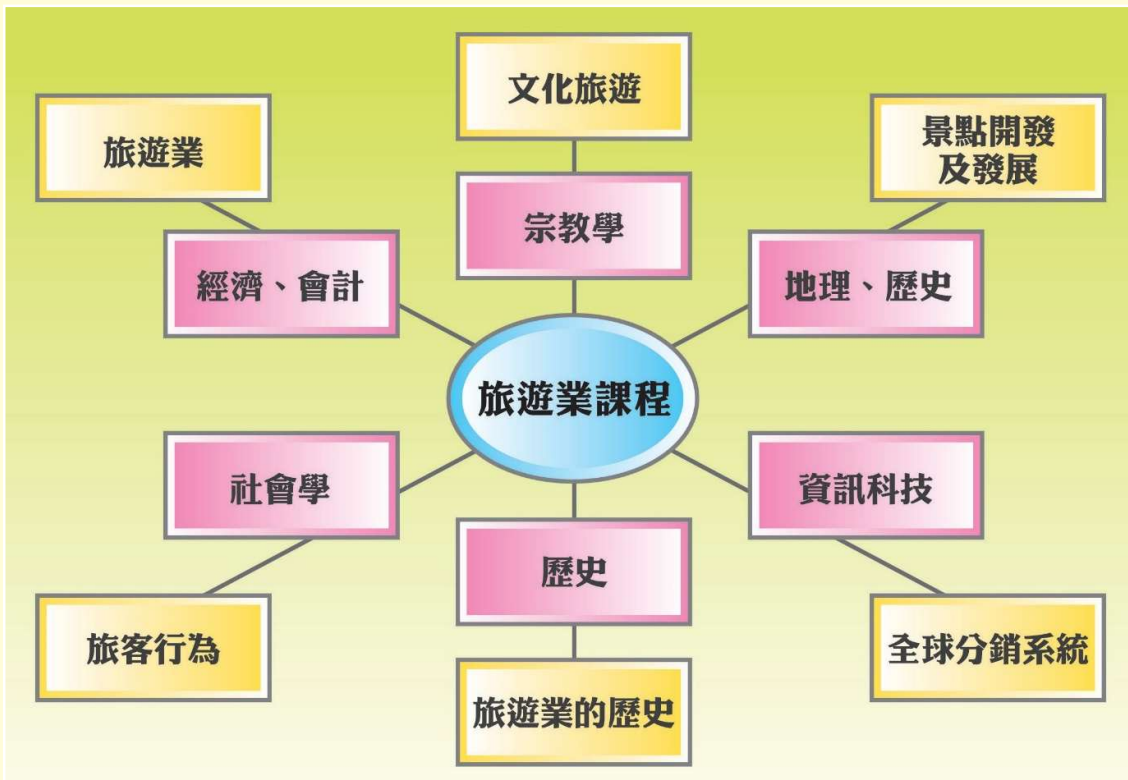 文化旅遊
旅遊業
景點開發
及發展
宗教學
經濟、會計
地理、歷史
旅遊業課程
社會學
資訊科技
歷史
旅客行為
全球分銷系統
旅遊業的歷史